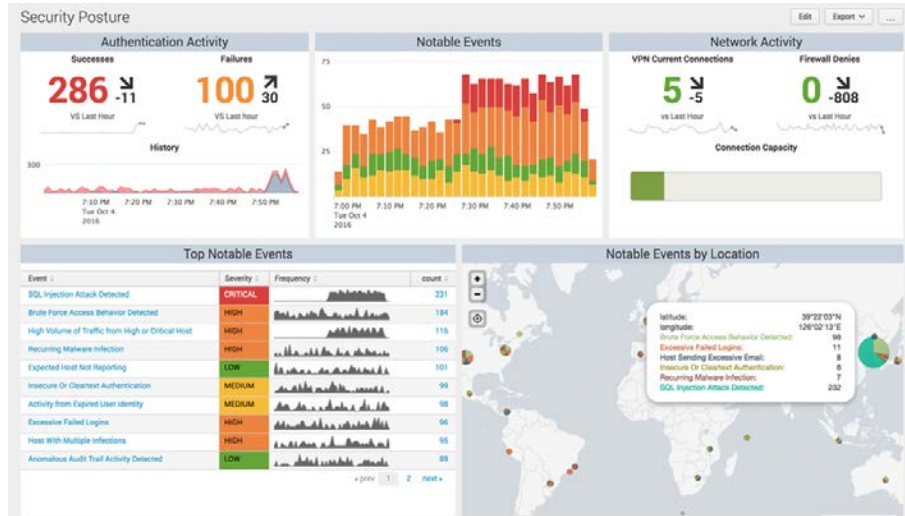 Security Posture
Edit Export ...
Authentication Activity
Successes Failures
286 -11 100 30
VS Last Hour VS Last hour
History
300
7:10 PM 7:20 PM 7:30 PM 7:40 PM 7:50 PM
Tue Oct 4
2016
Notable Events
75
50
25
7:00 PM 7:10 PM 7:20 PM 7:30 PM 7:40 PM 7:50 PM
Tue Oct 4
2016
Network Activity
VPN Current Connections Firewall Denies
5 -5 0 -808
vs Last Hour vs Last Hour
Connection Capacity
Top Notable Events
Event Severity Frequency count
SQL Injection Attack Detected CRITICAL 231
Brute Force Access Behavior Detected HIGH 184
High Volume of Traffic from High or Critical Host HIGH 116
Recurring Malware Infection HIGH 106
Expected Host Not Reporting LOW 101
Insecure Or Cleartext Authentication MEDIUM 99
Activity from Expired User Identity MEDIUM 98
Excessive Failed Logins HIGH 96
Host With Multiple Infections HIGH 95
Anomalous Audit Trail Activity Detected LOW
« prev 1 2 next »
Notable Events by Location
+
-
latitude: 39°22'03"N
longitude: 126°02'13"E
Brute Force Access Behavior Detected: 98
Excessive Failed Logins: 11
Host Sending Excessive Email: 8
Insecure Or Cleartext Authentication: 8
Recurring Malware Infection: 7
SQL Injection Attack Detected: 232